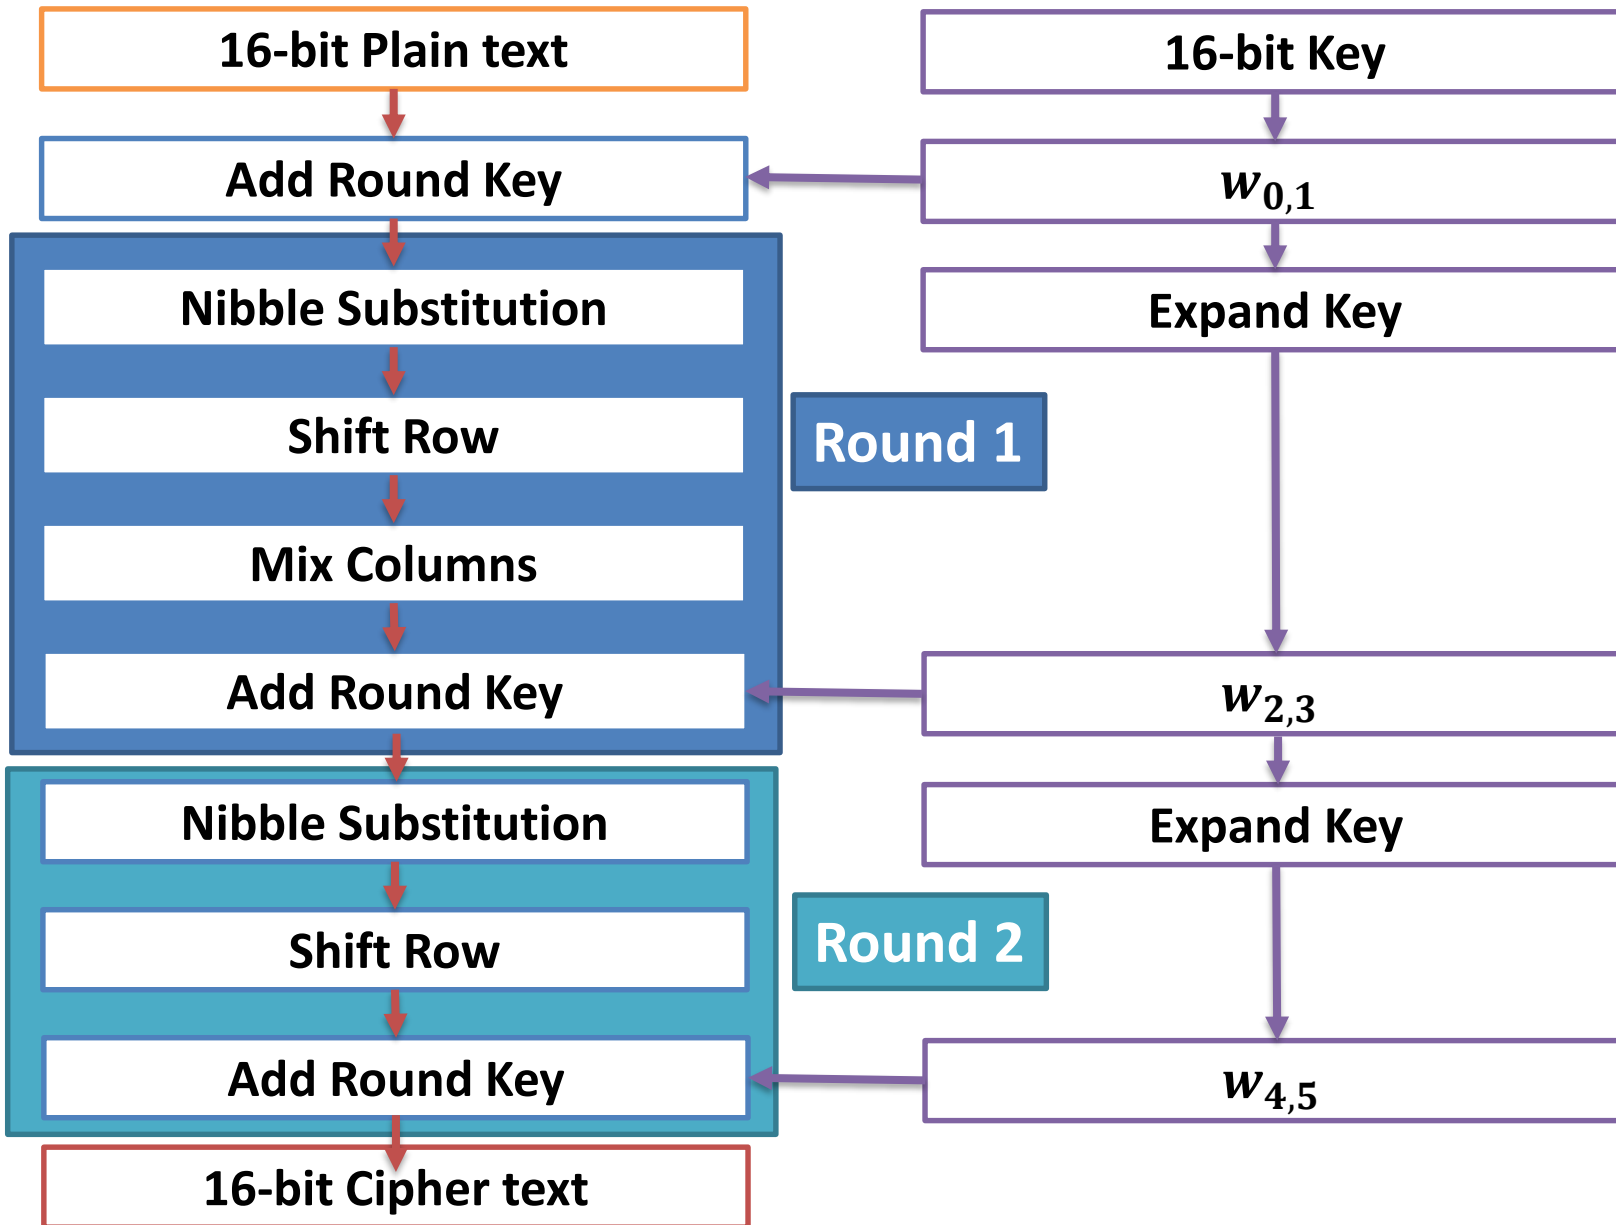 16-bit Plain text
16-bit Key
Add Round Key
w0,1
Nibble Substitution
Expand Key
Shift Row
Round 1
Mix Columns
Add Round Key
w2,3
Nibble Substitution
Expand Key
Shift Row
Round 2
Add Round Key
w4,5
16-bit Cipher text